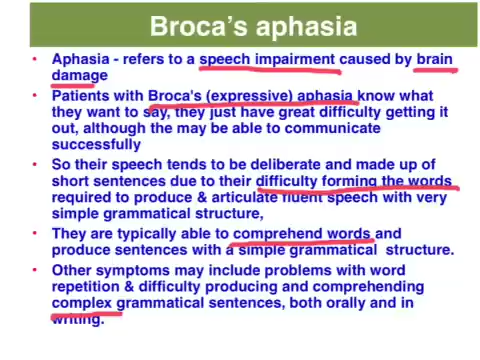 Broca's aphasia
• Aphasia - refers to a speech impairment caused by brain
damage
• Patients with Broca's (expressive) aphasia know what
they want to say, they just have great difficulty getting it
out, although the may be able to communicate
successfully
• So their speech tends to be deliberate and made up of
short sentences due to their difficulty forming the words
required to produce & articulate fluent speech with very
simple grammatical structure,
• They are typically able to comprehend words and
produce sentences with a simple grammatical structure.
• Other symptoms may include problems with word
repetition & difficulty producing and comprehending
complex grammatical sentences, both orally and in
writing.